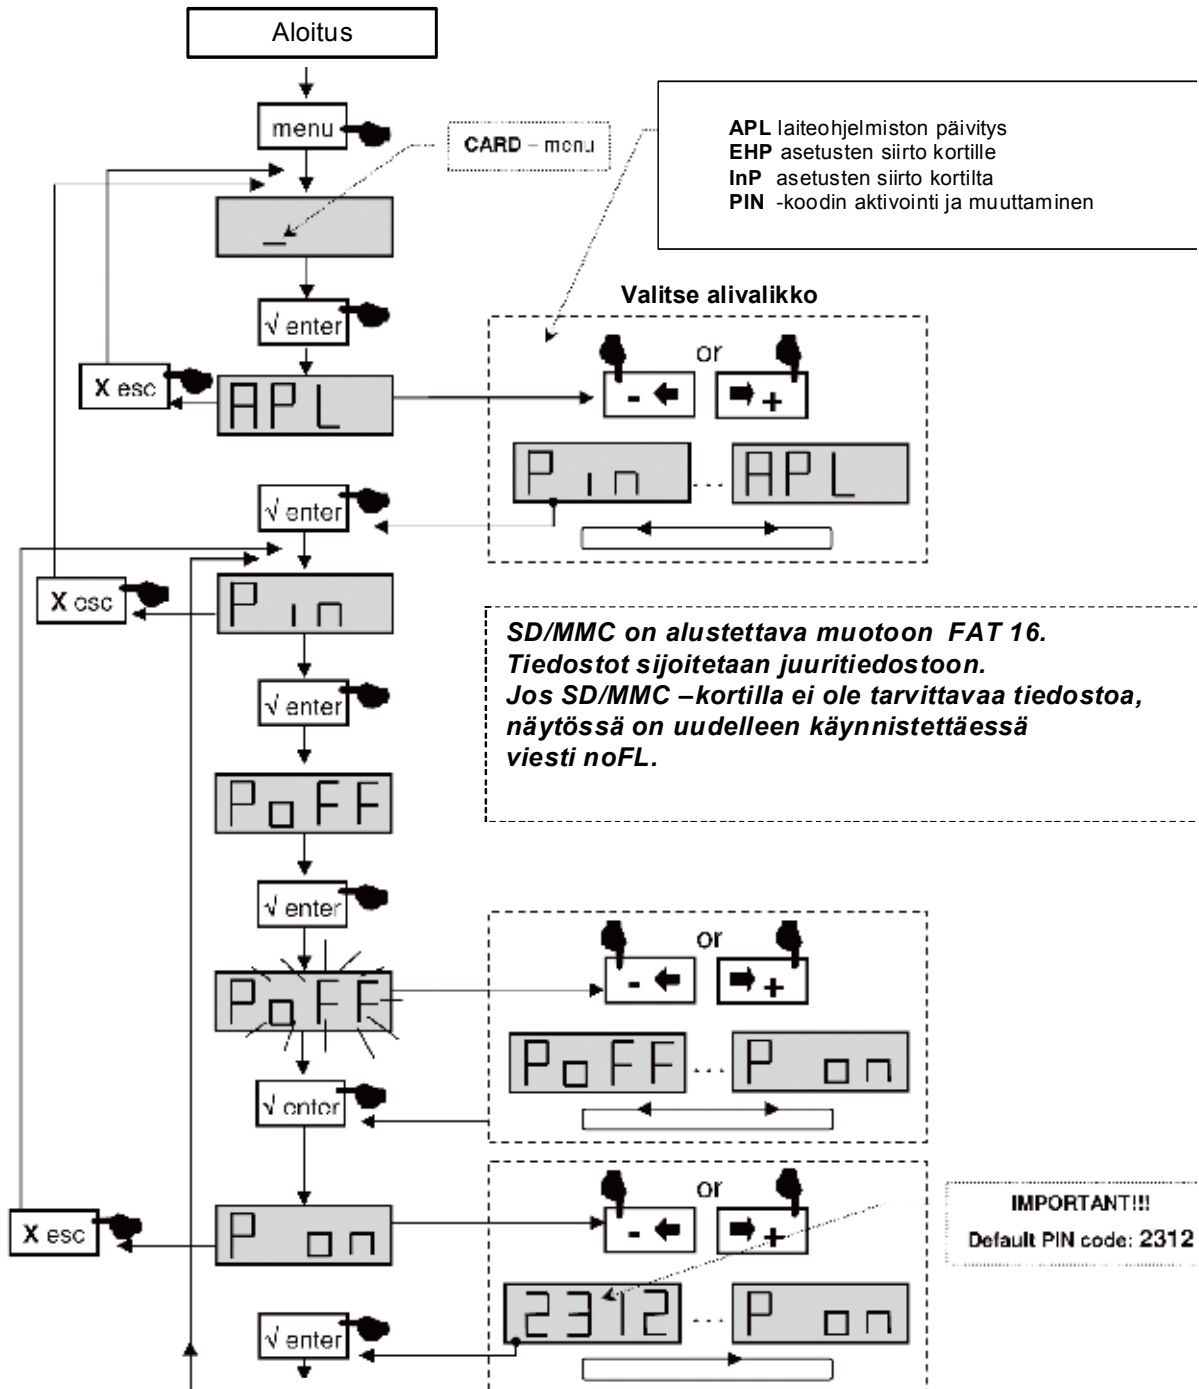 Aloitus
menu
CARD – menu
APL laiteohjelmiston päivitys
EHP asetusten siirto kortille
InP asetusten siirto kortilta
PIN -koodin aktivointi ja muuttaminen
_
√ enter
Valitse alivalikko
X esc
APL
or
- +
Pin ... APL
√ enter
X esc
Pin
SD/MMC on alustettava muotoon FAT 16.
Tiedostot sijoitetaan juuritiedostoon.
Jos SD/MMC –kortilla ei ole tarvittavaa tiedostoa,
näytössä on uudelleen käynnistettäessä
viesti noFL.
√ enter
PoFF
√ enter
PoFF
or
- +
PoFF ... P on
√ enter
X esc
P on
or
- +
IMPORTANT!!!
Default PIN code: 2312
2312 ... P on
√ enter